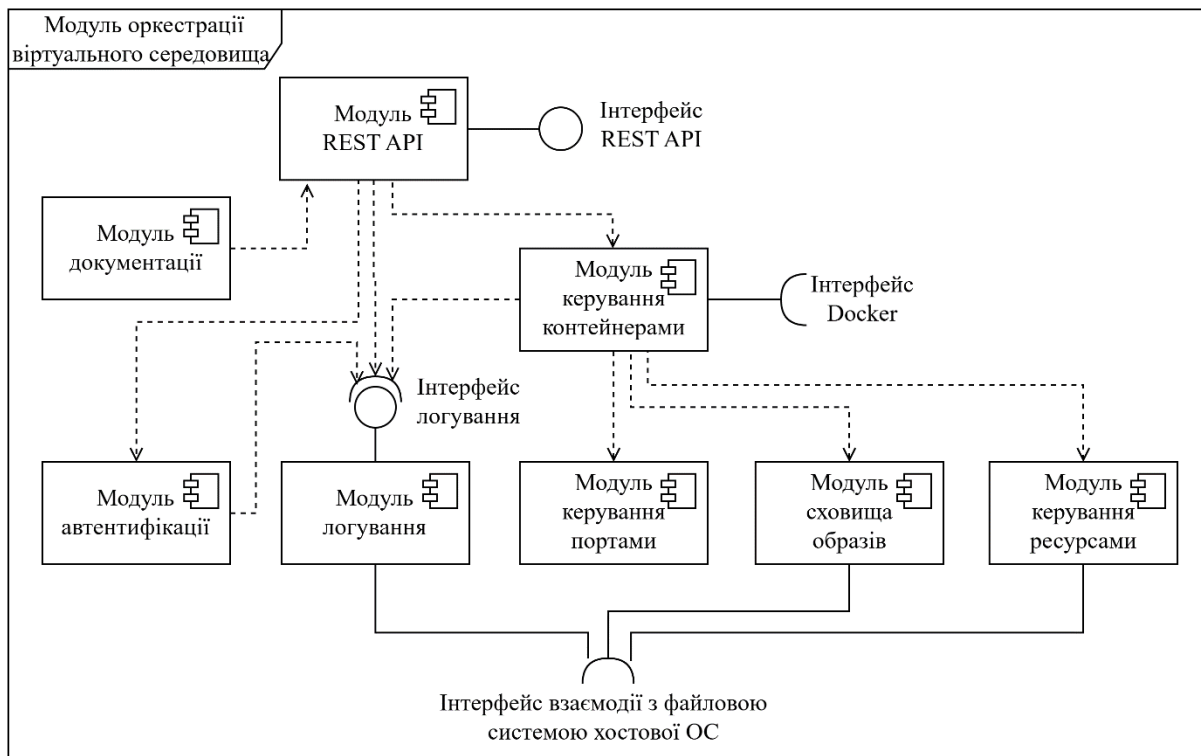 Модуль оркестрації
віртуального середовища
Модуль
REST API
Інтерфейс
REST API
Модуль
документації
Модуль
керування
контейнерами
Інтерфейс
Docker
Інтерфейс
логування
Модуль
автентифікації
Модуль
логування
Модуль
керування
портами
Модуль
сховища
образів
Модуль
керування
ресурсами
Інтерфейс взаємодії з файловою
системою хостової ОС